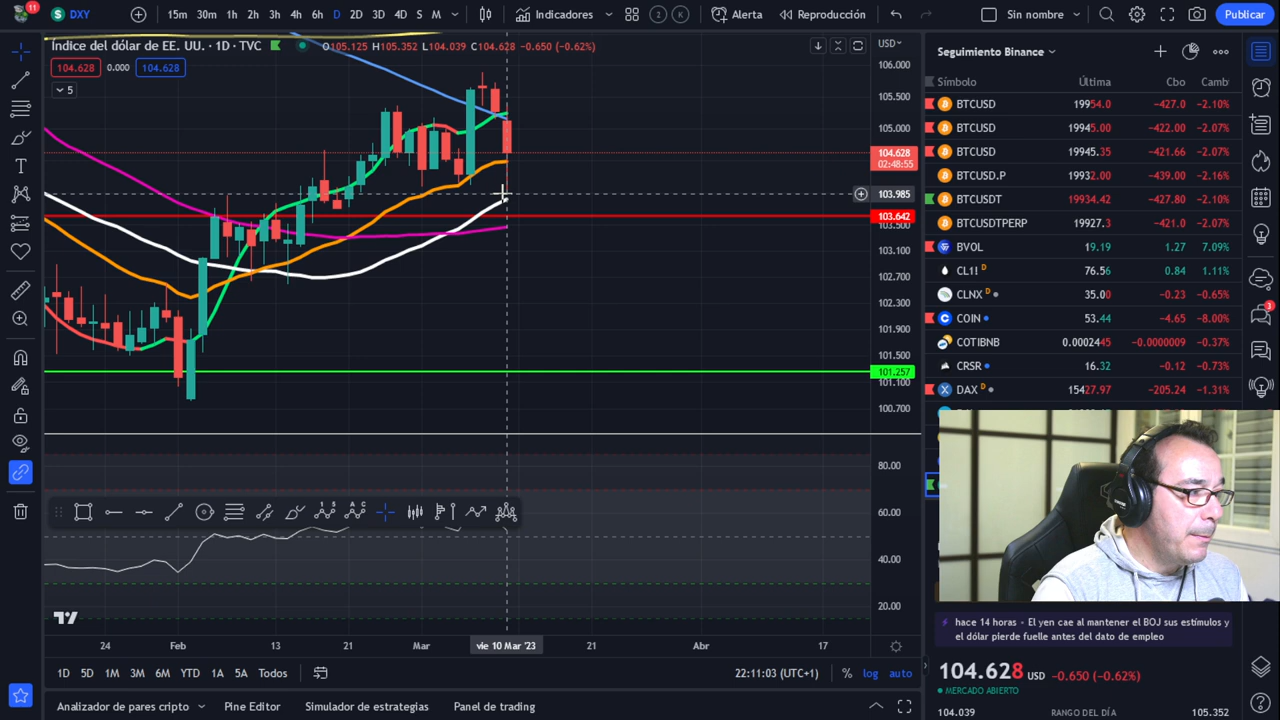 11
DXY
15m 30m 1h 2h 3h 4h 6h D 2D 3D 4D S M
Indicadores
2 K
Alerta
Reproducción
Sin nombre
Publicar
Índice del dólar de EE. UU. · 1D · TVC
O105.125 H105.352 L104.039 C104.628 -0.650 (-0.62%)
104.628 0.000 104.628
5
USD
106.000
105.500
105.000
104.628
02:48:55
103.985
103.642
103.500
103.100
102.700
102.300
101.900
101.500
101.257
101.100
100.700
80.00
60.00
40.00
20.00
24 Feb 13 21 Mar vie 10 Mar '23 21 Abr 17
1D 5D 1M 3M 6M YTD 1A 5A Todos
22:11:03 (UTC+1) % log auto
Analizador de pares cripto Pine Editor Simulador de estrategias Panel de trading
Seguimiento Binance
Símbolo Última Cbo Camb
BTCUSD 19954.0 -427.0 -2.10%
BTCUSD 19945.00 -422.00 -2.07%
BTCUSD 19945.35 -421.66 -2.07%
BTCUSD.P 19932.00 -439.00 -2.16%
BTCUSDT 19934.42 -427.80 -2.10%
BTCUSDTPERP 19927.3 -421.0 -2.07%
BVOL 19.19 1.27 7.09%
CL1! D 76.56 0.84 1.11%
CLNX D 35.00 -0.23 -0.65%
COIN 53.44 -4.65 -8.00%
COTIBNB 0.0002445 -0.0000009 -0.37%
CRSR 16.32 -0.12 -0.73%
DAX D 15427.97 -205.24 -1.31%
3
hace 14 horas - El yen cae al mantener el BOJ sus estímulos y
el dólar pierde fuelle antes del dato de empleo
104.628 USD -0.650 (-0.62%)
MERCADO ABIERTO
104.039 RANGO DEL DÍA 105.352